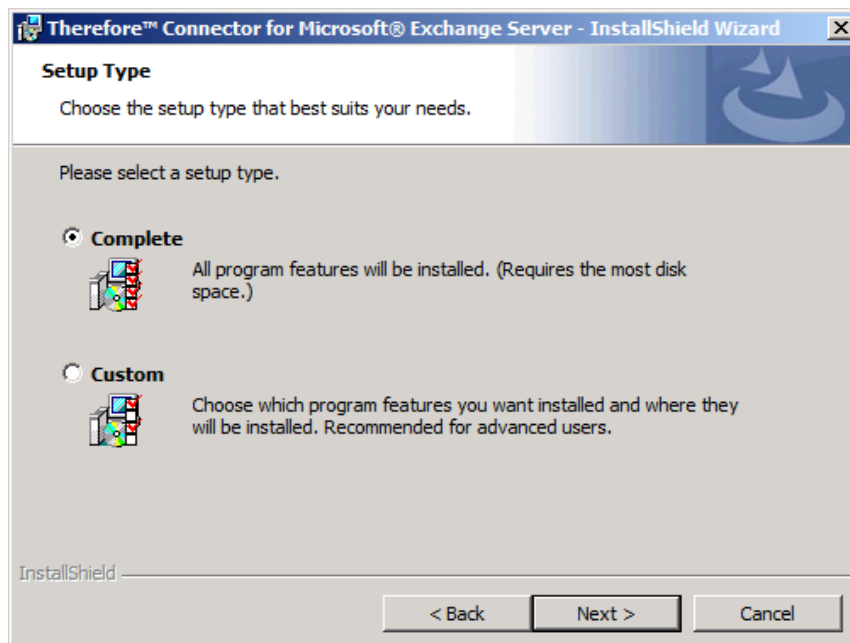 Therefore™ Connector for Microsoft® Exchange Server - InstallShield Wizard
Setup Type
Choose the setup type that best suits your needs.
Please select a setup type.
Complete
All program features will be installed. (Requires the most disk
space.)
Custom
Choose which program features you want installed and where they
will be installed. Recommended for advanced users.
InstallShield
< Back
Next >
Cancel